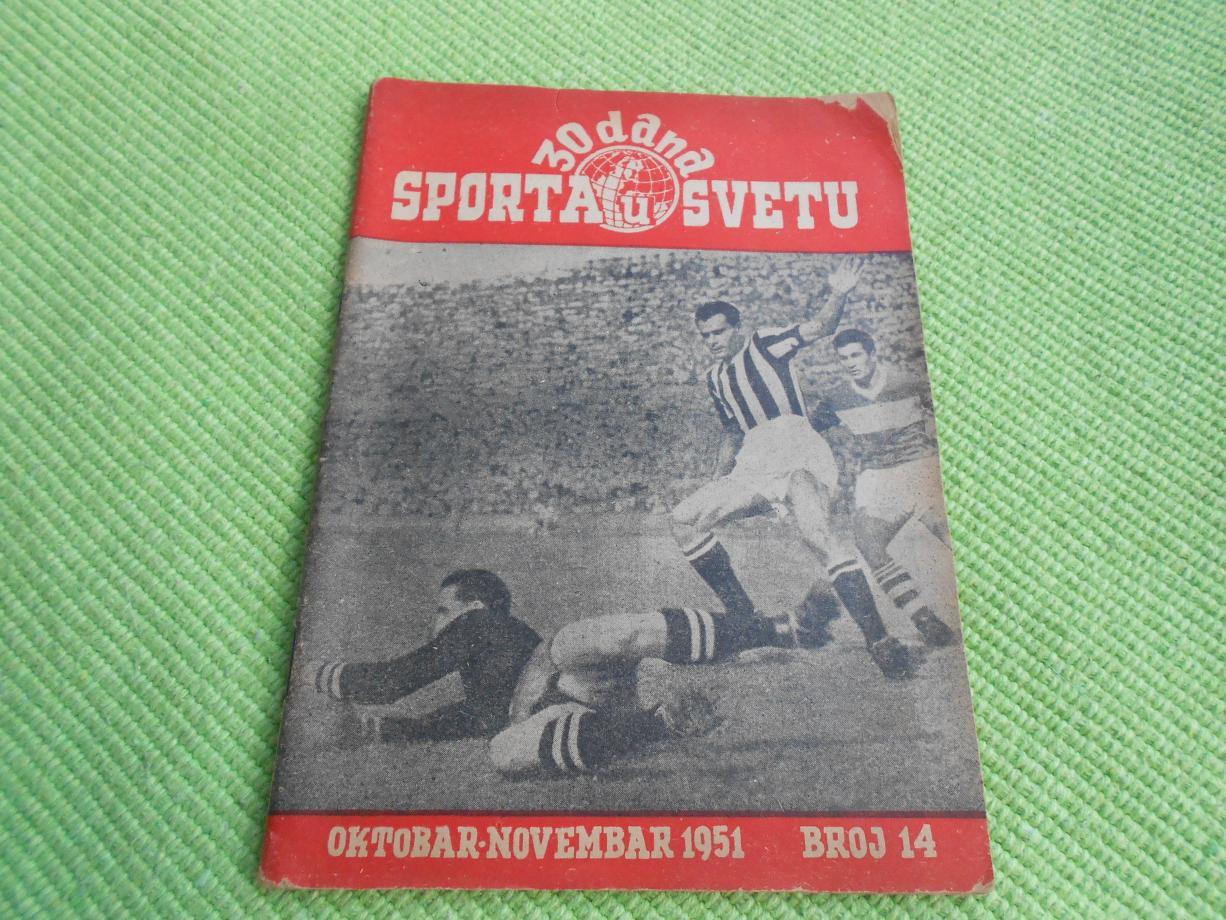 30 dana
SPORTA u SVETU
OKTOBAR·NOVEMBAR 1951 BROJ 14